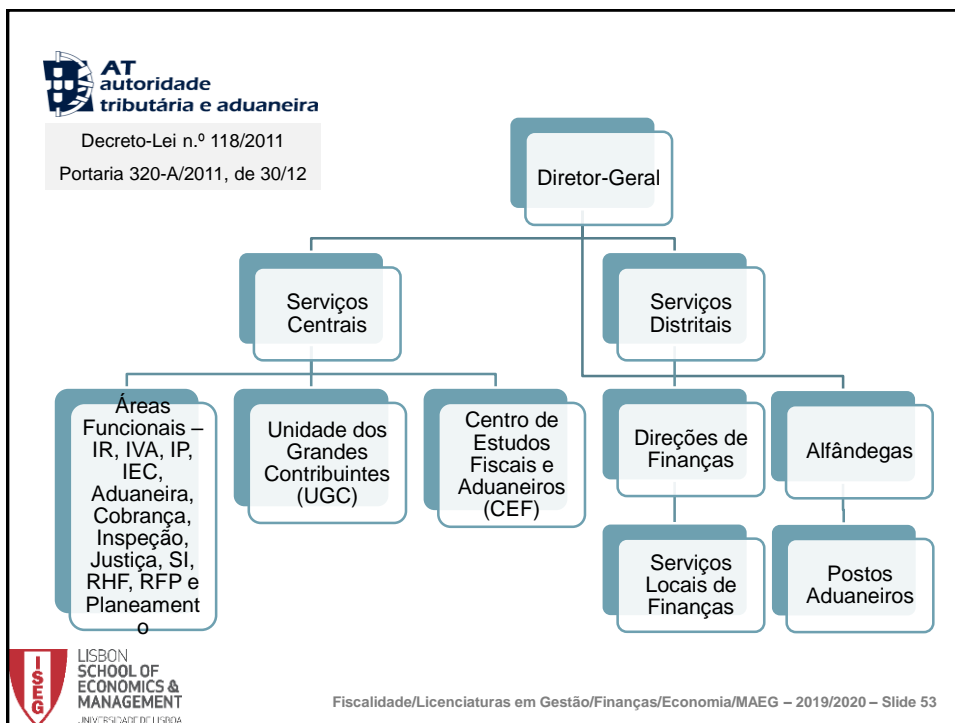 AT
autoridade
tributária e aduaneira
Decreto-Lei n.º 118/2011
Portaria 320-A/2011, de 30/12
Diretor-Geral
Serviços
Centrais
Serviços
Distritais
Áreas
Funcionais –
IR, IVA, IP,
IEC,
Aduaneira,
Cobrança,
Inspeção,
Justiça, SI,
RHF, RFP e
Planeament
o
Unidade dos
Grandes
Contribuintes
(UGC)
Centro de
Estudos
Fiscais e
Aduaneiros
(CEF)
Direções de
Finanças
Alfândegas
Serviços
Locais de
Finanças
Postos
Aduaneiros
ISEG
LISBON
SCHOOL OF
ECONOMICS &
MANAGEMENT
UNIVERSIDADE DE LISBOA
Fiscalidade/Licenciaturas em Gestão/Finanças/Economia/MAEG – 2019/2020 – Slide 53